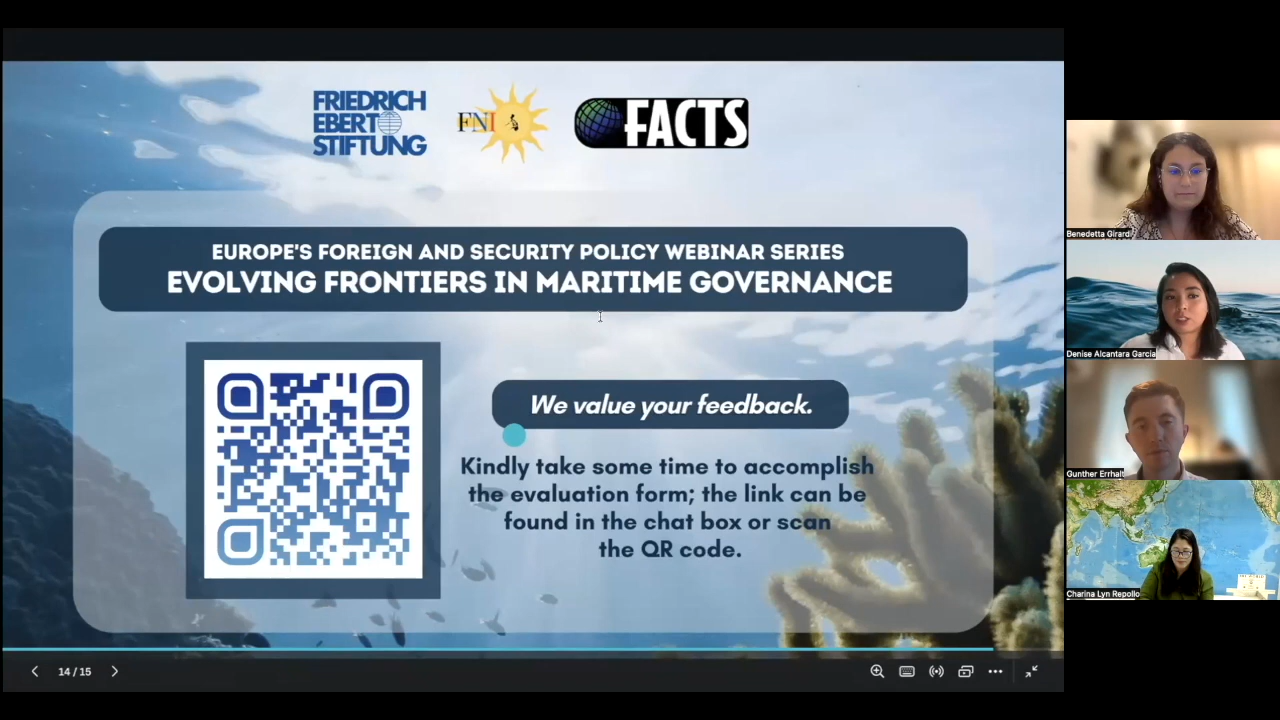 FRIEDRICH
EBERT
STIFTUNG
FNI
FACTS
EUROPE'S FOREIGN AND SECURITY POLICY WEBINAR SERIES
EVOLVING FRONTIERS IN MARITIME GOVERNANCE
We value your feedback.
Kindly take some time to accomplish
the evaluation form; the link can be
found in the chat box or scan
the QR code.
14 / 15
Benedetta Girard
Denise Alcantara Garcia
Gunther Errhalt
Charina Lyn Repollo